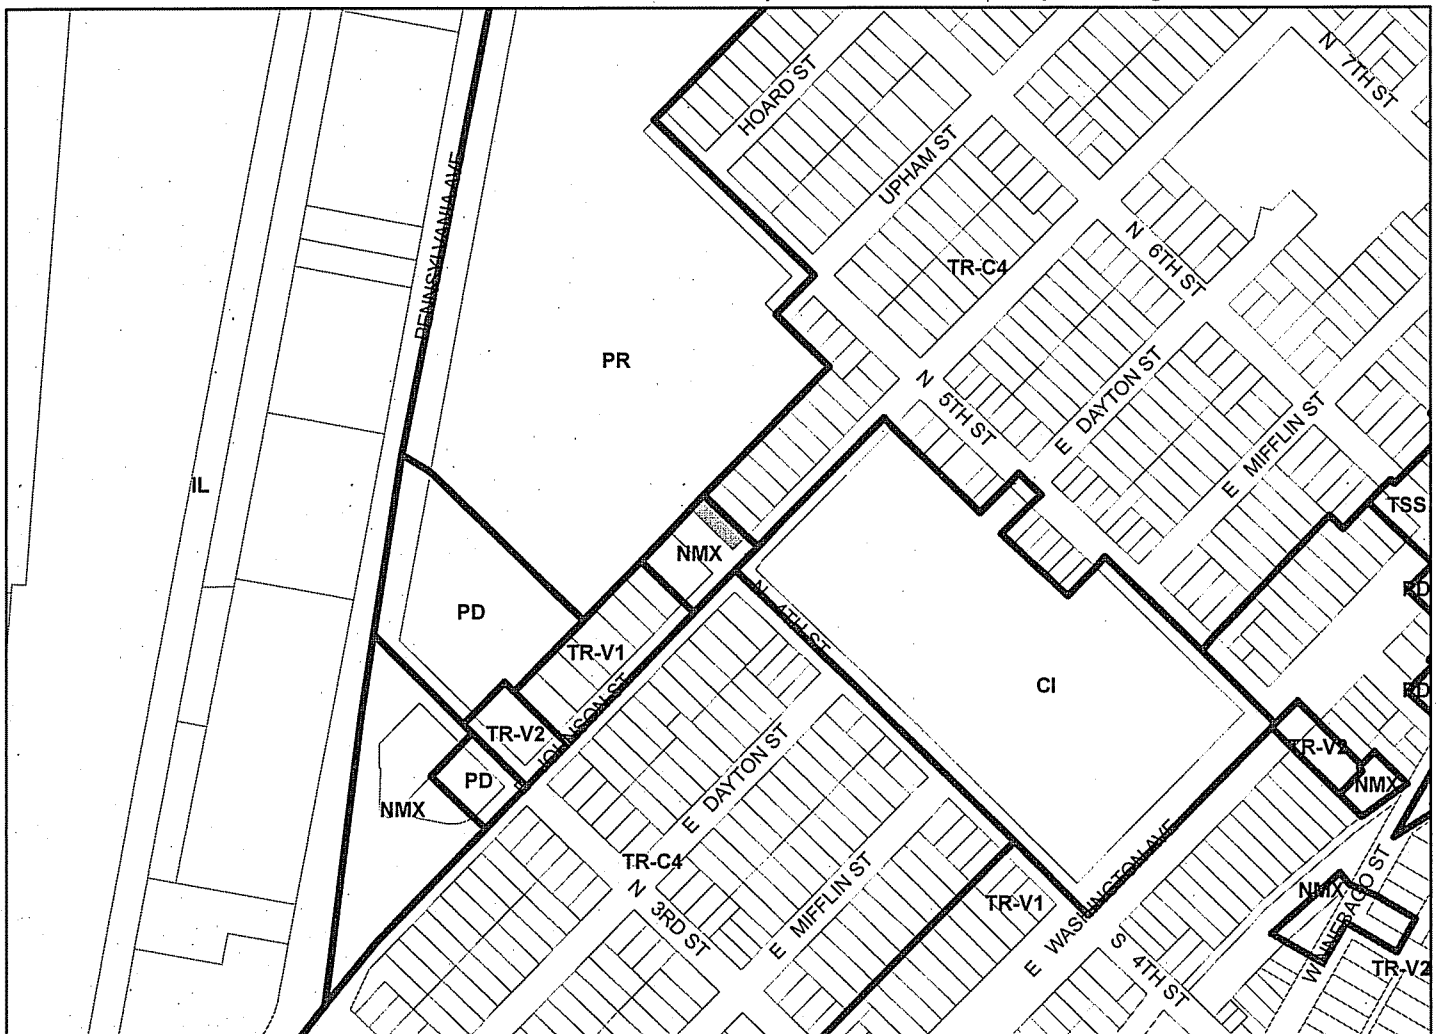 HOARD ST
N 7TH ST
UPHAM ST
PENNSYLVANIA AVE
TR-C4
N 6TH ST
PR
N 5TH ST
E DAYTON ST
E MIFFLIN ST
IL
TSS
NMX
PD
PD
N 4TH ST
TR-V1
CI
PD
JOHNSON ST
TR-V2
TR-V2
PD
NMX
NMX
E DAYTON ST
TR-C4
E MIFFLIN ST
N 3RD ST
TR-V1
E WASHINGTON AVE
S 4TH ST
NMX
WINNEBAGO ST
TR-V2